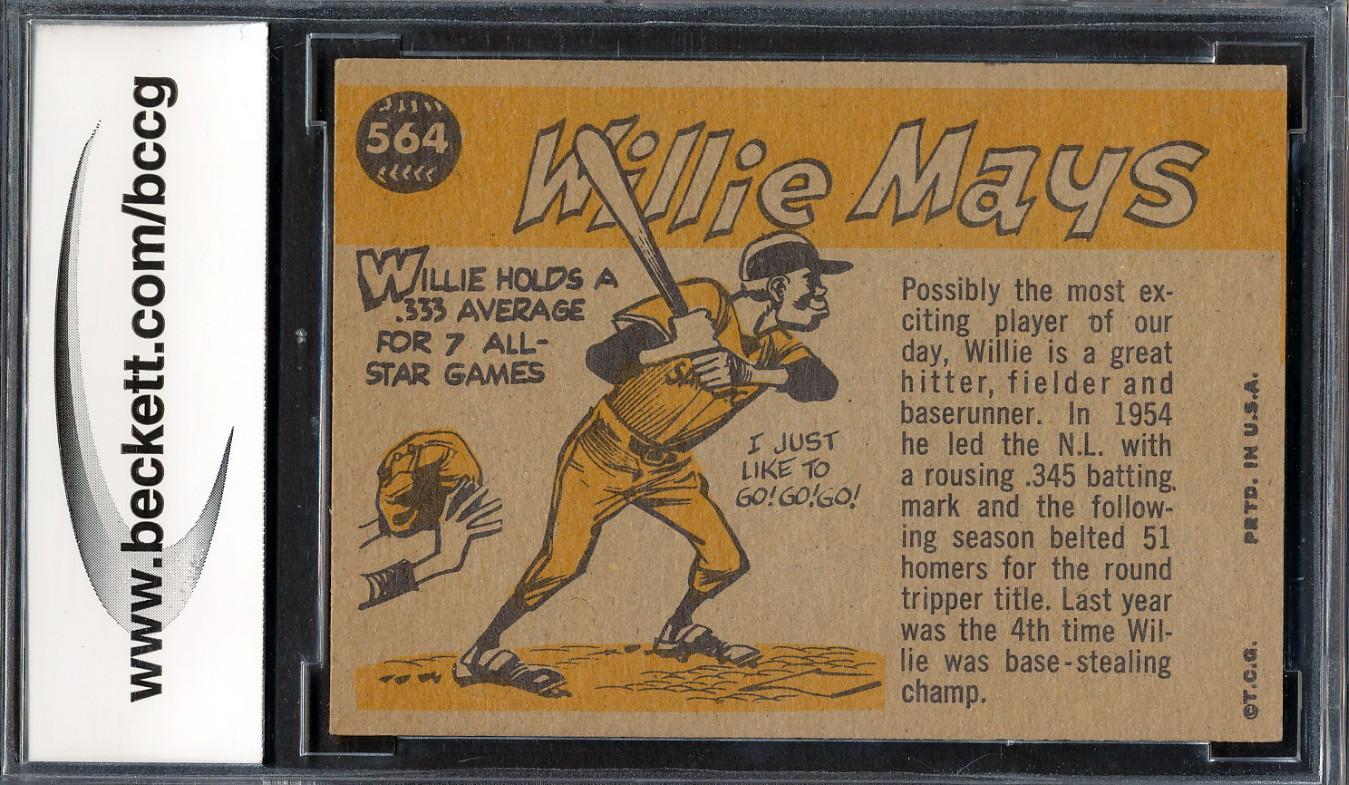 www.beckett.com/bccg
564
Willie Mays
WILLIE HOLDS A
.333 AVERAGE
FOR 7 ALL-
STAR GAMES
I JUST
LIKE TO
GO! GO! GO!
Possibly the most ex-
citing player of our
day, Willie is a great
hitter, fielder and
baserunner. In 1954
he led the N.L. with
a rousing .345 batting
mark and the follow-
ing season belted 51
homers for the round
tripper title. Last year
was the 4th time Wil-
lie was base-stealing
champ.
©T.C.G.
PRTD. IN U.S.A.